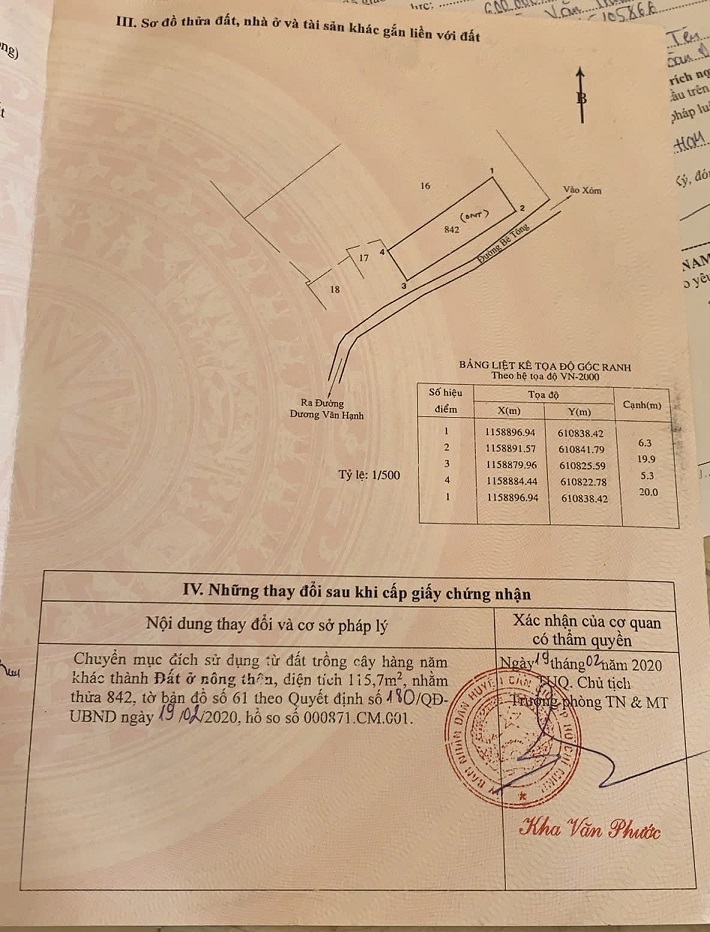 III. Sơ đồ thửa đất, nhà ở và tài sản khác gắn liền với đất
B
16
1
2
Vào Xóm
(ONT)
842
4
17
3
18
Đường Bê Tông
Ra Đường
Dương Văn Hạnh
Tỷ lệ: 1/500
BẢNG LIỆT KÊ TỌA ĐỘ GÓC RANH
Theo hệ tọa độ VN-2000
Số hiệu điểm Tọa độ Cạnh(m)
X(m) Y(m)
1 1158896.94 610838.42
6.3
2 1158891.57 610841.79
19.9
3 1158879.96 610825.59
5.3
4 1158884.44 610822.78
20.0
1 1158896.94 610838.42
IV. Những thay đổi sau khi cấp giấy chứng nhận
Nội dung thay đổi và cơ sở pháp lý
Xác nhận của cơ quan
có thẩm quyền
Chuyển mục đích sử dụng từ đất trồng cây hàng năm
khác thành Đất ở nông thôn, diện tích 115,7m², nhằm
thửa 842, tờ bản đồ số 61 theo Quyết định số 180/QĐ-
UBND ngày 19/02/2020, hồ sơ số 000871.CM.001.
Ngày 19 tháng 02 năm 2020
TUQ. Chủ tịch
Trưởng phòng TN & MT
Kha Văn Phước